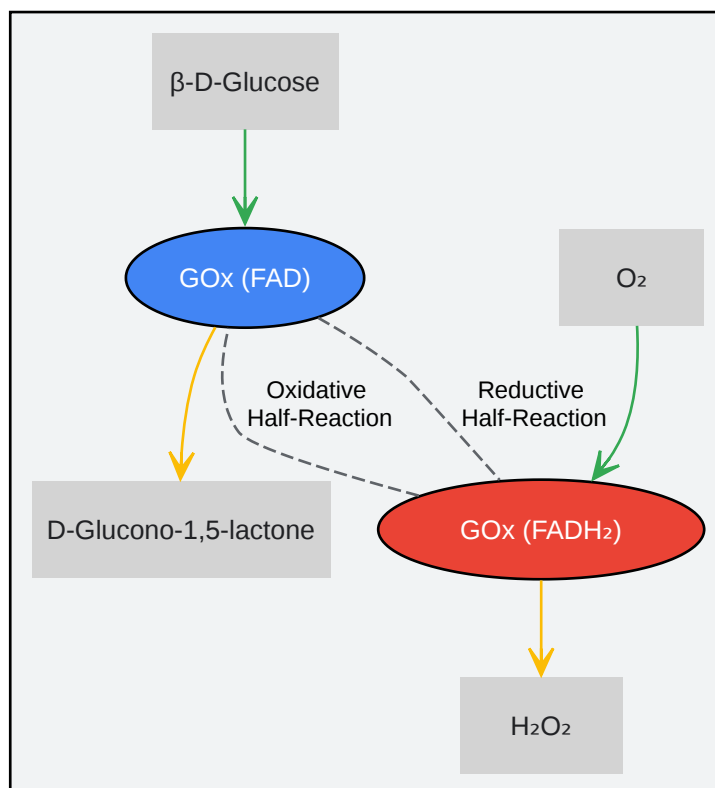 β-D-Glucose
GOx (FAD)
O₂
Oxidative
Half-Reaction
Reductive
Half-Reaction
D-Glucono-1,5-lactone
GOx (FADH₂)
H₂O₂